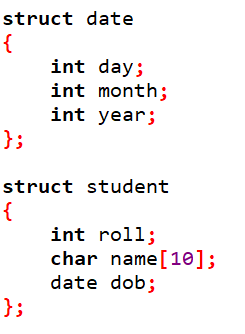 struct date
{
    int day;
    int month;
    int year;
};

struct student
{
    int roll;
    char name[10];
    date dob;
};